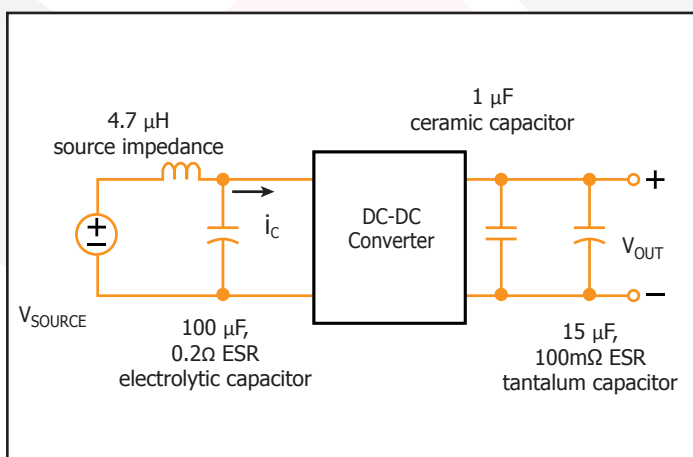 4.7 µH
source impedance
1 µF
ceramic capacitor
+
−
i_C
DC-DC
Converter
+
−
V_OUT
V_SOURCE
100 µF,
0.2Ω ESR
electrolytic capacitor
15 µF,
100mΩ ESR
tantalum capacitor